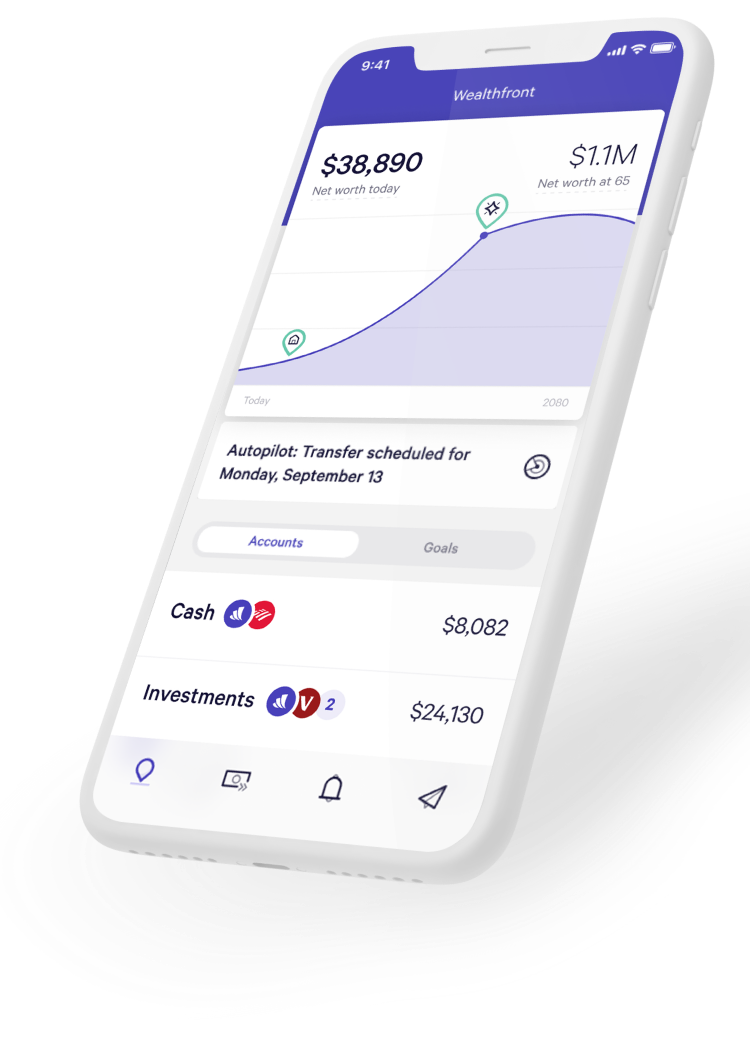 9:41
Wealthfront
$38,890
$1.1M
Net worth today
Net worth at 65
Today
2080
Autopilot: Transfer scheduled for
Monday, September 13
Accounts
Goals
Cash
$8,082
Investments
V
2
$24,130